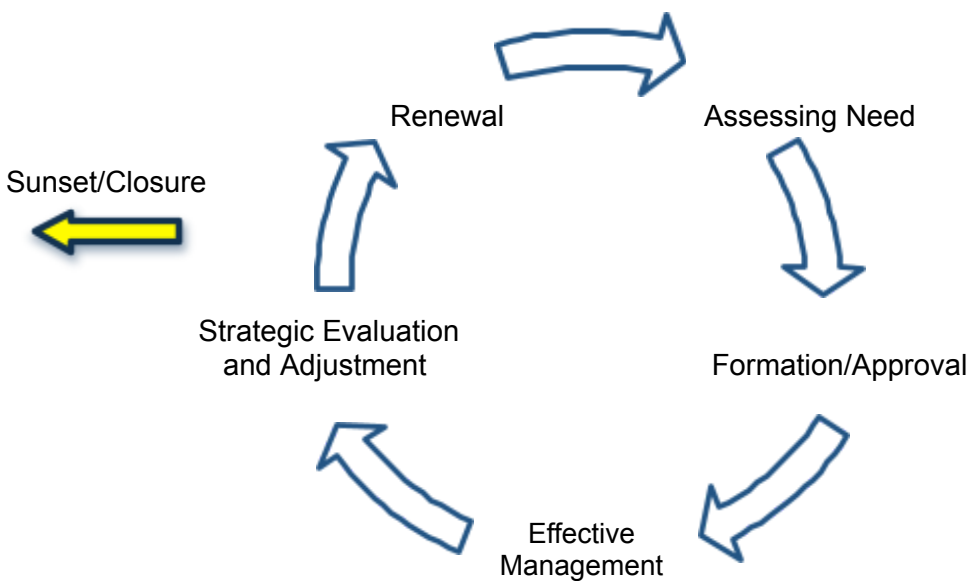 Renewal
Assessing Need
Sunset/Closure
Strategic Evaluation
and Adjustment
Formation/Approval
Effective
Management